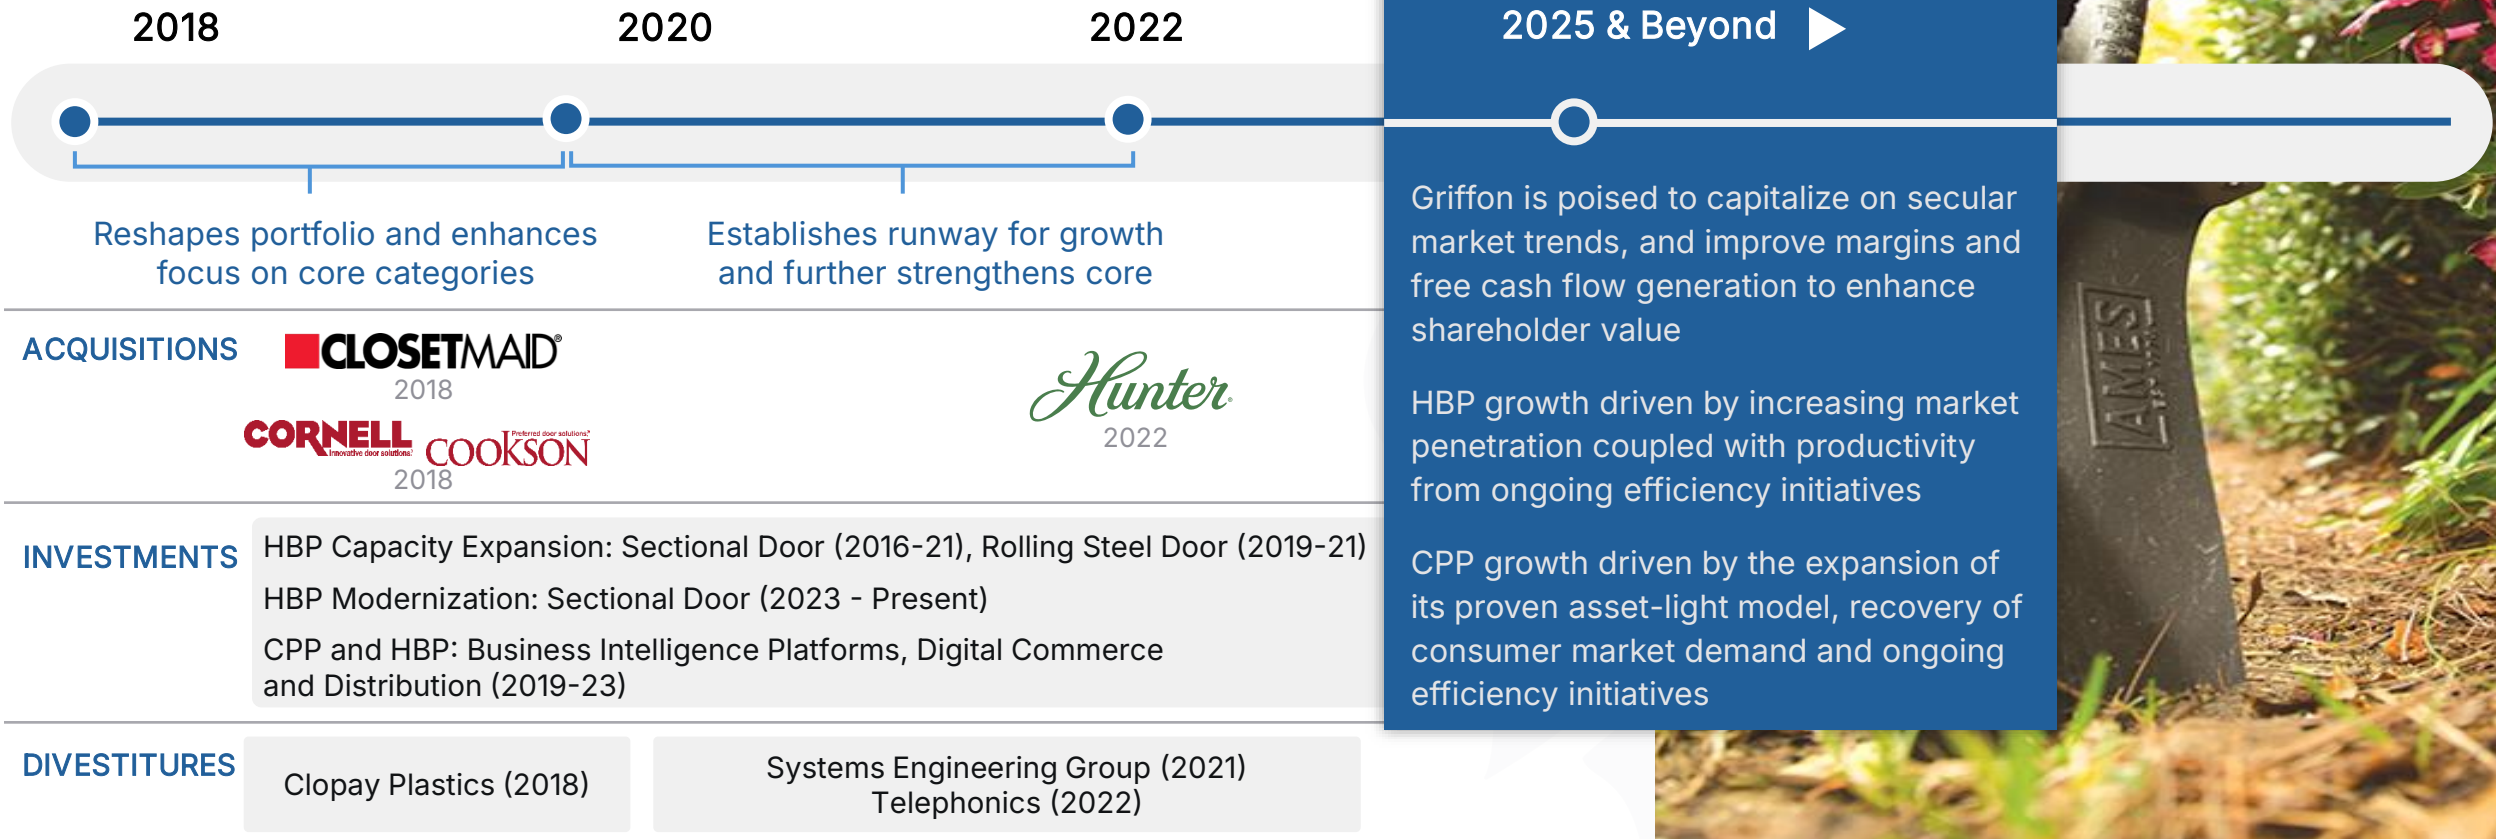 2018
2020
2022
2025 & Beyond
Reshapes portfolio and enhances
focus on core categories
Establishes runway for growth
and further strengthens core
ACQUISITIONS
CLOSETMAID®
2018
CORNELL
Innovative door solutions.
Preferred door solutions.
COOKSON
2018
Hunter
2022
INVESTMENTS
HBP Capacity Expansion: Sectional Door (2016-21), Rolling Steel Door (2019-21)
HBP Modernization: Sectional Door (2023 - Present)
CPP and HBP: Business Intelligence Platforms, Digital Commerce
and Distribution (2019-23)
DIVESTITURES
Clopay Plastics (2018)
Systems Engineering Group (2021)
Telephonics (2022)
Griffon is poised to capitalize on secular
market trends, and improve margins and
free cash flow generation to enhance
shareholder value
HBP growth driven by increasing market
penetration coupled with productivity
from ongoing efficiency initiatives
CPP growth driven by the expansion of
its proven asset-light model, recovery of
consumer market demand and ongoing
efficiency initiatives
AMES